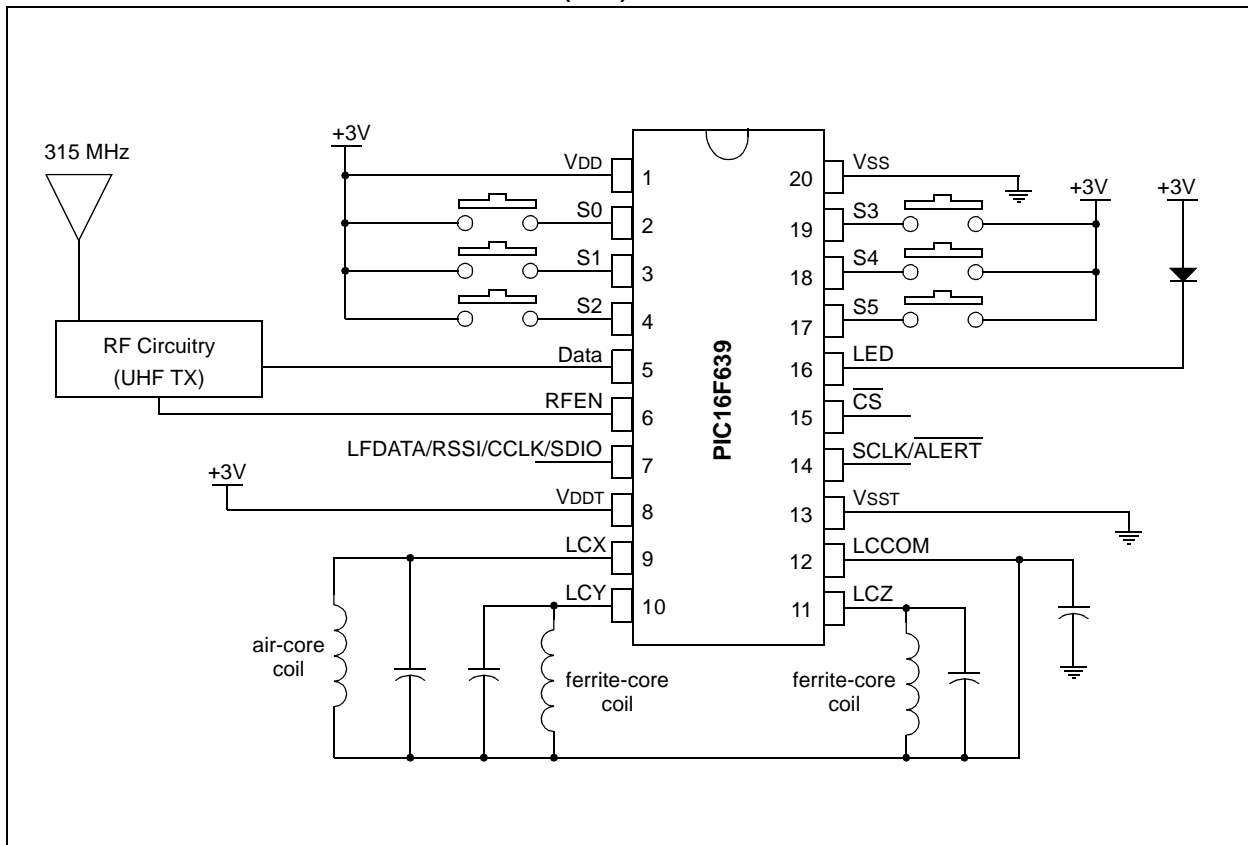 315 MHz
+3V
VDD
S0
S1
S2
Data
RFEN
LFDATA/RSSI/CCLK/SDIO
+3V
VDDT
LCX
LCY
1
2
3
4
5
6
7
8
9
10
RF Circuitry
(UHF TX)
PIC16F639
20
19
18
17
16
15
14
13
12
11
VSS
S3
S4
S5
LED
CS
SCLK/ALERT
VSST
LCCOM
LCZ
+3V
+3V
air-core
coil
ferrite-core
coil
ferrite-core
coil